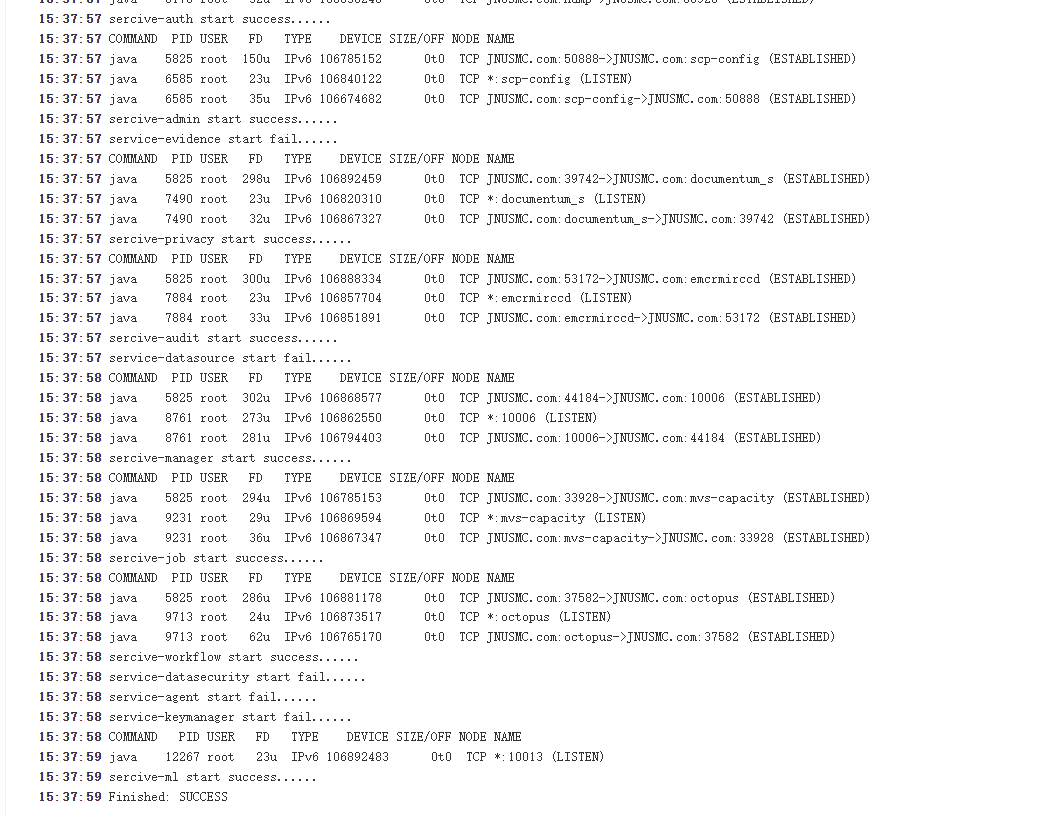 15:37:57 sercive-auth start success......
15:37:57 COMMAND  PID USER   FD   TYPE    DEVICE SIZE/OFF NODE NAME
15:37:57 java    5825 root  150u  IPv6 106785152      0t0  TCP JNUSMC.com:50888->JNUSMC.com:scp-config (ESTABLISHED)
15:37:57 java    6585 root   23u  IPv6 106840122      0t0  TCP *:scp-config (LISTEN)
15:37:57 java    6585 root   35u  IPv6 106674682      0t0  TCP JNUSMC.com:scp-config->JNUSMC.com:50888 (ESTABLISHED)
15:37:57 sercive-admin start success......
15:37:57 service-evidence start fail......
15:37:57 COMMAND  PID USER   FD   TYPE    DEVICE SIZE/OFF NODE NAME
15:37:57 java    5825 root  298u  IPv6 106892459      0t0  TCP JNUSMC.com:39742->JNUSMC.com:documentum_s (ESTABLISHED)
15:37:57 java    7490 root   23u  IPv6 106820310      0t0  TCP *:documentum_s (LISTEN)
15:37:57 java    7490 root   32u  IPv6 106867327      0t0  TCP JNUSMC.com:documentum_s->JNUSMC.com:39742 (ESTABLISHED)
15:37:57 sercive-privacy start success......
15:37:57 COMMAND  PID USER   FD   TYPE    DEVICE SIZE/OFF NODE NAME
15:37:57 java    5825 root  300u  IPv6 106888334      0t0  TCP JNUSMC.com:53172->JNUSMC.com:emcrmirccd (ESTABLISHED)
15:37:57 java    7884 root   23u  IPv6 106857704      0t0  TCP *:emcrmirccd (LISTEN)
15:37:57 java    7884 root   33u  IPv6 106851891      0t0  TCP JNUSMC.com:emcrmirccd->JNUSMC.com:53172 (ESTABLISHED)
15:37:57 sercive-audit start success......
15:37:57 service-datasource start fail......
15:37:58 COMMAND  PID USER   FD   TYPE    DEVICE SIZE/OFF NODE NAME
15:37:58 java    5825 root  302u  IPv6 106868577      0t0  TCP JNUSMC.com:44184->JNUSMC.com:10006 (ESTABLISHED)
15:37:58 java    8761 root  273u  IPv6 106862550      0t0  TCP *:10006 (LISTEN)
15:37:58 java    8761 root  281u  IPv6 106794403      0t0  TCP JNUSMC.com:10006->JNUSMC.com:44184 (ESTABLISHED)
15:37:58 sercive-manager start success......
15:37:58 COMMAND  PID USER   FD   TYPE    DEVICE SIZE/OFF NODE NAME
15:37:58 java    5825 root  294u  IPv6 106785153      0t0  TCP JNUSMC.com:33928->JNUSMC.com:mvs-capacity (ESTABLISHED)
15:37:58 java    9231 root   29u  IPv6 106869594      0t0  TCP *:mvs-capacity (LISTEN)
15:37:58 java    9231 root   36u  IPv6 106867347      0t0  TCP JNUSMC.com:mvs-capacity->JNUSMC.com:33928 (ESTABLISHED)
15:37:58 sercive-job start success......
15:37:58 COMMAND  PID USER   FD   TYPE    DEVICE SIZE/OFF NODE NAME
15:37:58 java    5825 root  286u  IPv6 106881178      0t0  TCP JNUSMC.com:37582->JNUSMC.com:octopus (ESTABLISHED)
15:37:58 java    9713 root   24u  IPv6 106873517      0t0  TCP *:octopus (LISTEN)
15:37:58 java    9713 root   62u  IPv6 106765170      0t0  TCP JNUSMC.com:octopus->JNUSMC.com:37582 (ESTABLISHED)
15:37:58 sercive-workflow start success......
15:37:58 service-datasecurity start fail......
15:37:58 service-agent start fail......
15:37:58 service-keymanager start fail......
15:37:58 COMMAND   PID USER   FD   TYPE    DEVICE SIZE/OFF NODE NAME
15:37:59 java    12267 root   23u  IPv6 106892483      0t0  TCP *:10013 (LISTEN)
15:37:59 sercive-ml start success......
15:37:59 Finished: SUCCESS